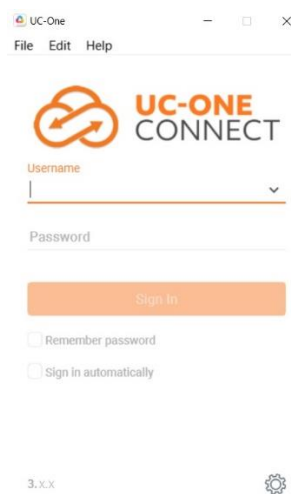 UC-One
File Edit Help
UC-ONE
CONNECT
Username
Password
Sign In
Remember password
Sign in automatically
3.x.x